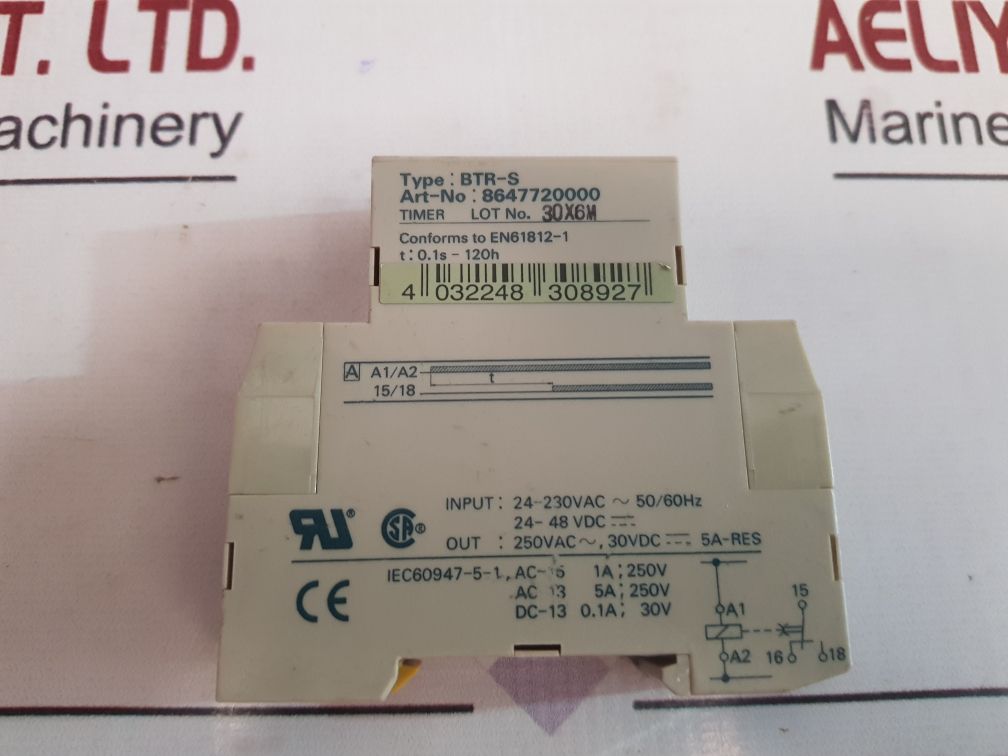 T. LTD.
achinery
AELIY
Marine
Type : BTR-S
Art-No : 8647720000
TIMER LOT No. 30X6M
Conforms to EN61812-1
t : 0.1s - 120h
4 032248 308927
A A1/A2
t
15/18
INPUT : 24-230VAC ~ 50/60Hz
24- 48 VDC ⎓
OUT : 250VAC~, 30VDC ⎓ 5A-RES
RU ® SA ®
CE
IEC60947-5-1, AC-15 1A ; 250V
AC-13 5A ; 250V
DC-13 0.1A ; 30V
A1
15
A2
16
18